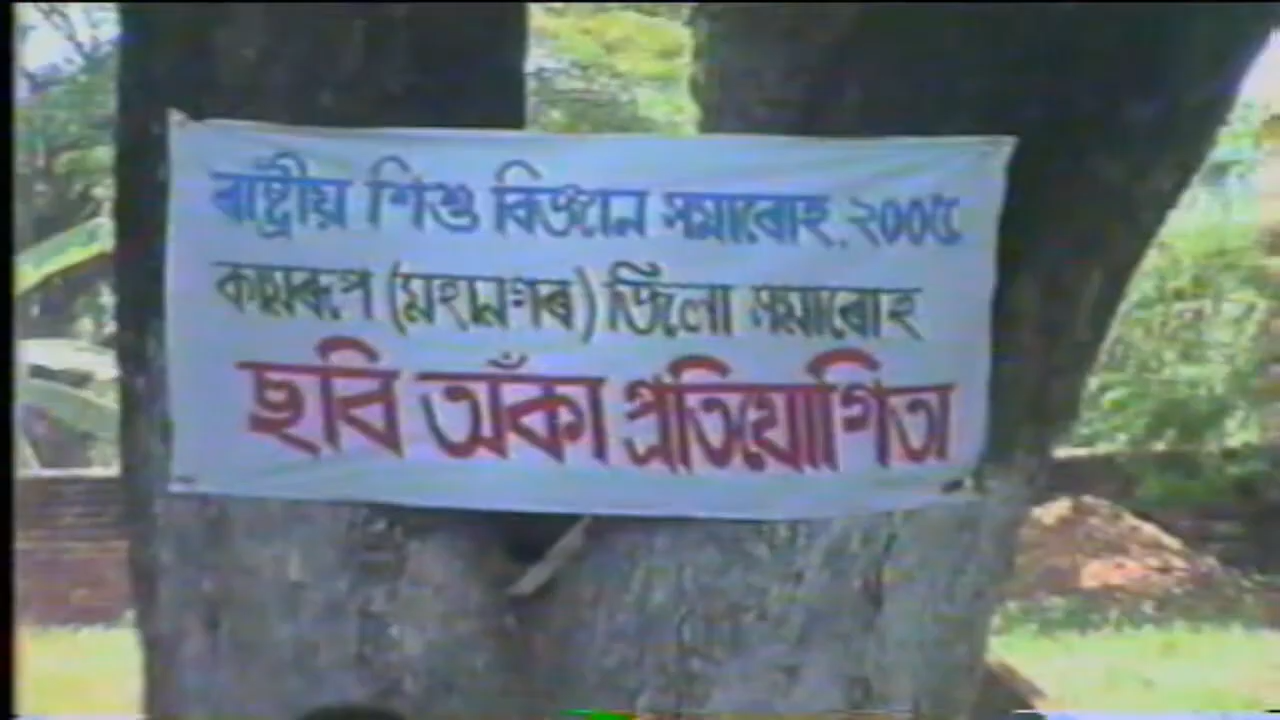 ৰাষ্ট্ৰীয় শিশু বিজ্ঞান সমাৰোহ, ২০০৫
কামৰূপ (মহানগৰ) জিলা সমাৰোহ
ছবি অঁকা প্ৰতিযোগিতা